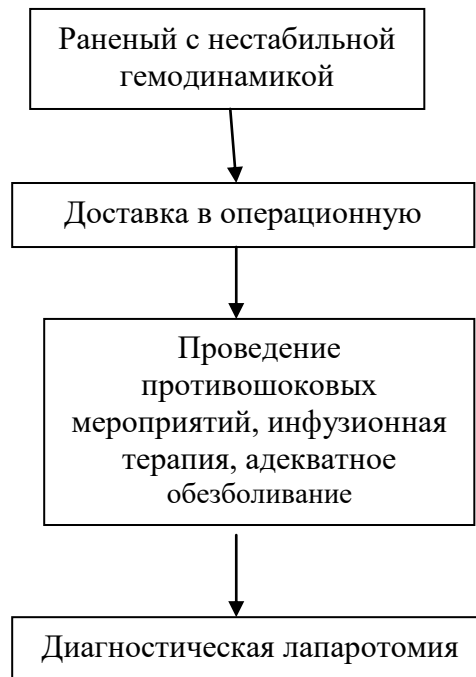 Раненый с нестабильной
гемодинамикой
Доставка в операционную
Проведение
противошоковых
мероприятий, инфузионная
терапия, адекватное
обезболивание
Диагностическая лапаротомия